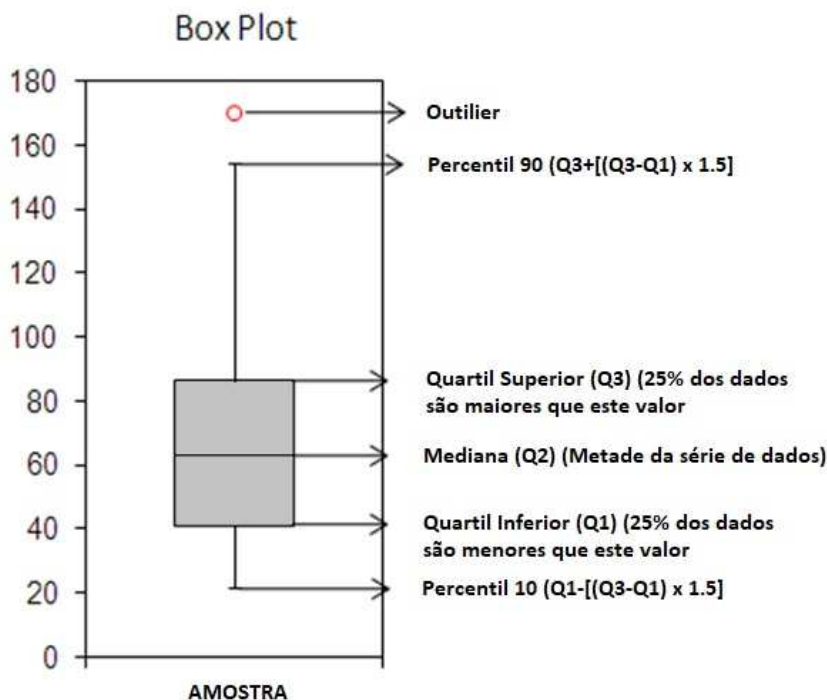 Box Plot
180
160
140
120
100
80
60
40
20
0
Outilier
Percentil 90 (Q3+[(Q3-Q1) x 1.5]
Quartil Superior (Q3) (25% dos dados
são maiores que este valor
Mediana (Q2) (Metade da série de dados)
Quartil Inferior (Q1) (25% dos dados
são menores que este valor
Percentil 10 (Q1-[(Q3-Q1) x 1.5]
AMOSTRA